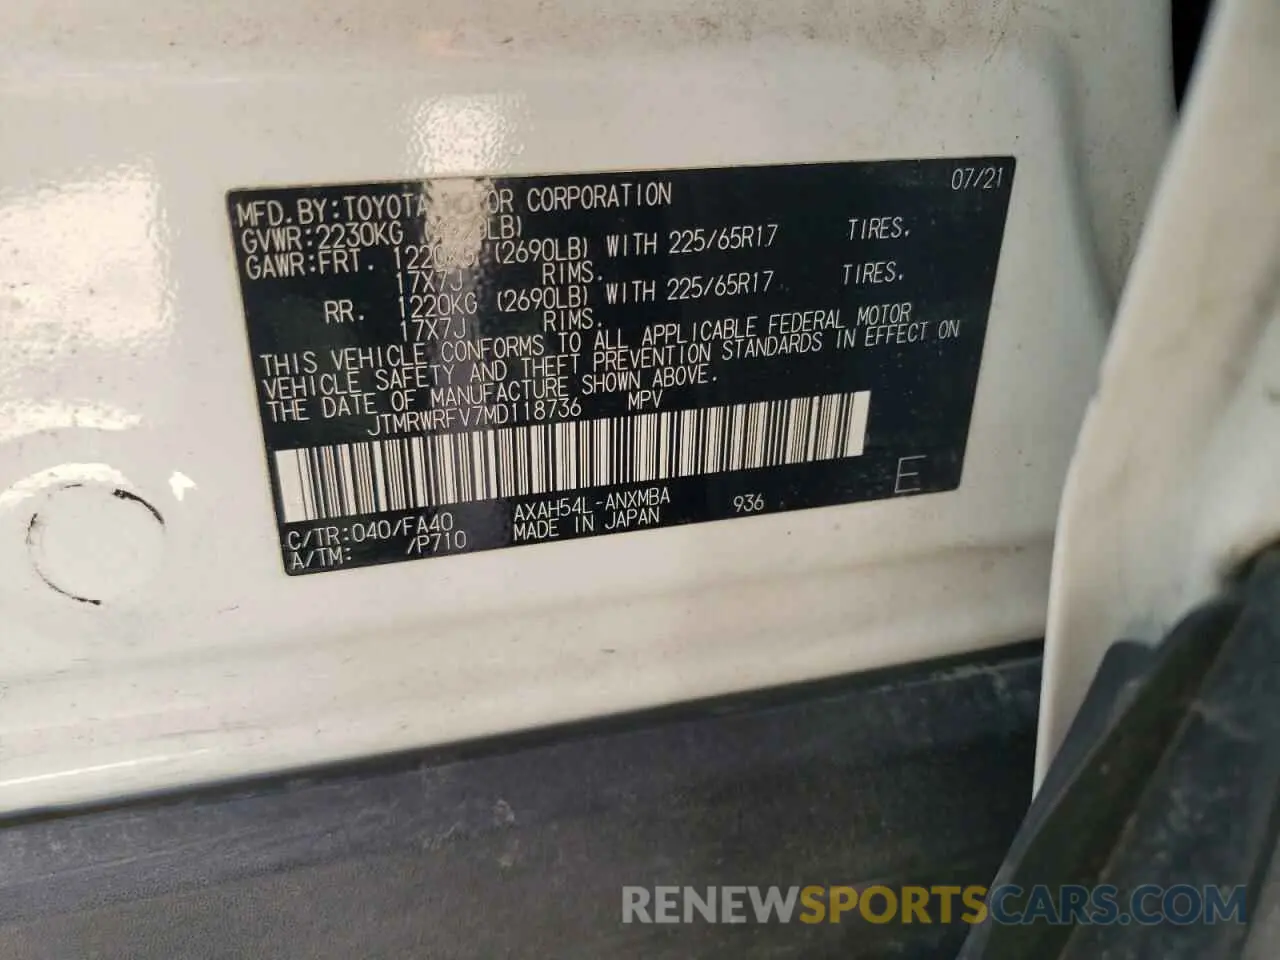 MFD.BY:TOYOTA MOTOR CORPORATION 07/21
GVWR:2230KG LB)
GAWR:FRT. 1220KG (2690LB) WITH 225/65R17 TIRES.
17X7J RIMS.
RR. 1220KG (2690LB) WITH 225/65R17 TIRES.
17X7J RIMS.
THIS VEHICLE CONFORMS TO ALL APPLICABLE FEDERAL MOTOR
VEHICLE SAFETY AND THEFT PREVENTION STANDARDS IN EFFECT ON
THE DATE OF MANUFACTURE SHOWN ABOVE.
JTMRWRFV7MD118736 MPV
E
C/TR:040/FA40 AXAH54L-ANXMBA 936
A/TM: /P710 MADE IN JAPAN
RENEWSPORTSCARS.COM